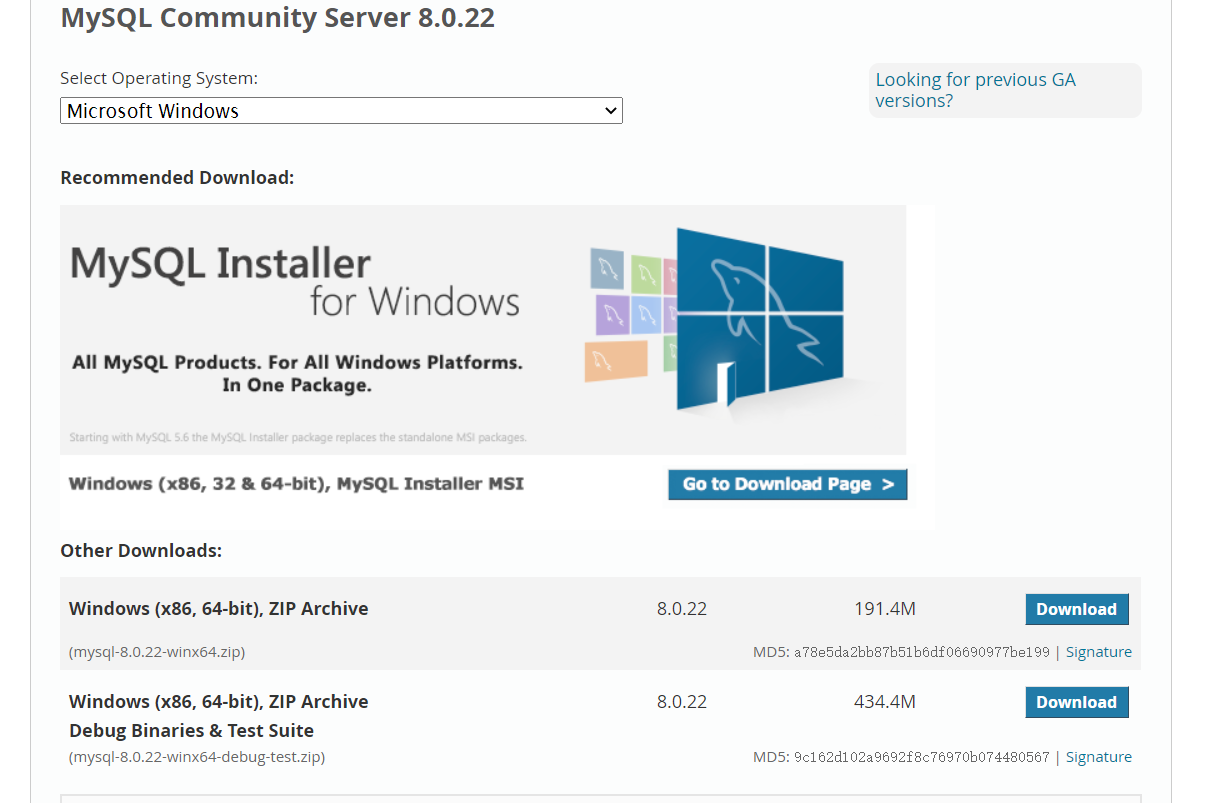 MySQL Community Server 8.0.22
Select Operating System:
Looking for previous GA
versions?
Microsoft Windows
Recommended Download:
MySQL Installer
for Windows
All MySQL Products. For All Windows Platforms.
In One Package.
Starting with MySQL 5.6 the MySQL Installer package replaces the standalone MSI packages.
Windows (x86, 32 & 64-bit), MySQL Installer MSI
Go to Download Page >
Other Downloads:
Windows (x86, 64-bit), ZIP Archive 8.0.22 191.4M Download
(mysql-8.0.22-winx64.zip) MD5: a78e5da2bb87b51b6df06690977be199 | Signature
Windows (x86, 64-bit), ZIP Archive 8.0.22 434.4M Download
Debug Binaries & Test Suite
(mysql-8.0.22-winx64-debug-test.zip) MD5: 9c162d102a9692f8c76970b074480567 | Signature